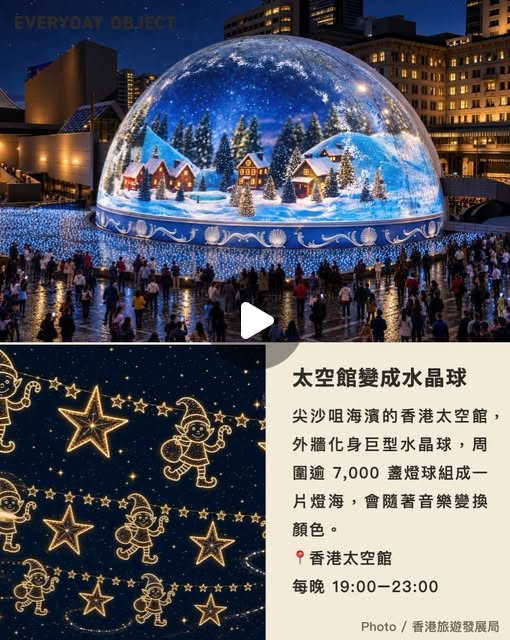 EVERYDAY OBJECT
太空館變成水晶球
尖沙咀海濱的香港太空館，
外牆化身巨型水晶球，周
圍逾 7,000 盞燈球組成一
片燈海，會隨著音樂變換
顏色。
📍香港太空館
每晚 19:00—23:00
Photo / 香港旅遊發展局